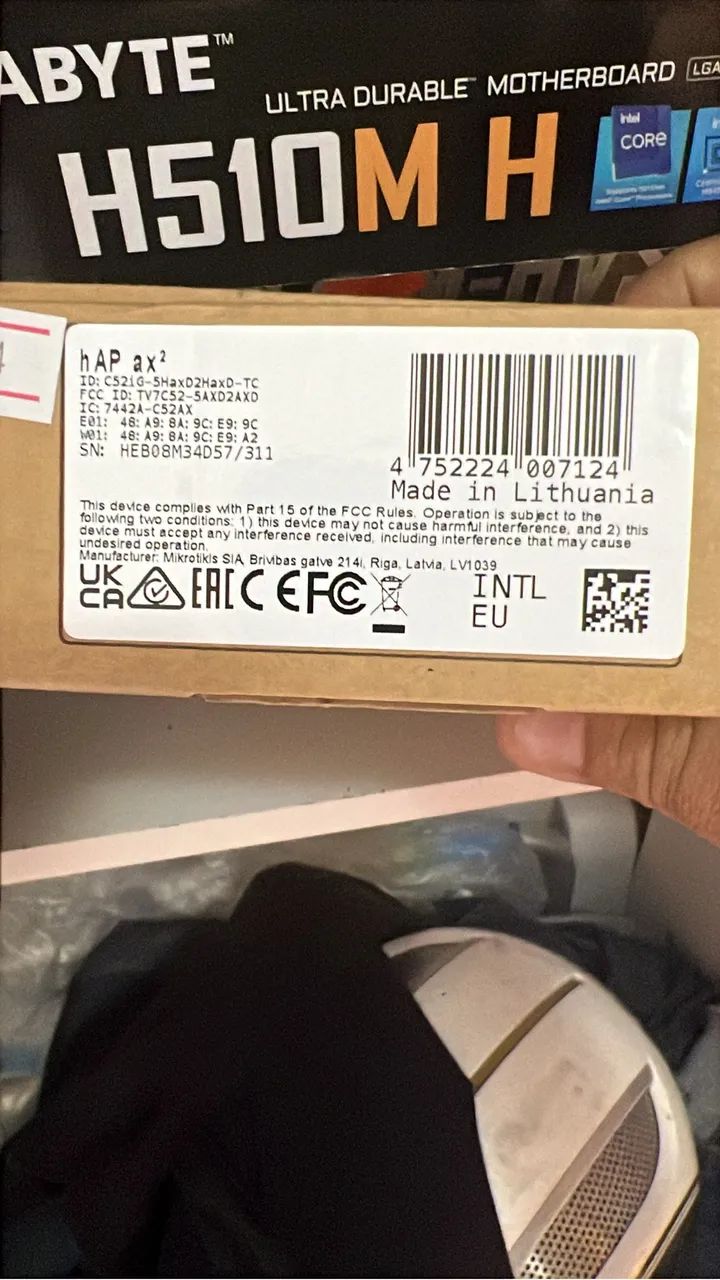 ABYTE™
ULTRA DURABLE™ MOTHERBOARD LGA
H510M H
intel
CORE
hAP ax²
ID: C52iG-5HaxD2HaxD-TC
FCC ID: TV7C52-5AXD2AXD
IC: 7442A-C52AX
E01: 48: A9: 8A: 9C: E9: 9C
W01: 48: A9: 8A: 9C: E9: A2
SN: HEB08M34D57/311
4 752224 007124
Made in Lithuania
This device complies with Part 15 of the FCC Rules. Operation is subject to the
following two conditions: 1) this device may not cause harmful interference, and 2) this
device must accept any interference received, including interference that may cause
undesired operation.
Manufacturer: Mikrotikls SIA, Brivibas gatve 214i, Riga, Latvia, LV1039
UK
CA
EAC CE FC
INTL
EU